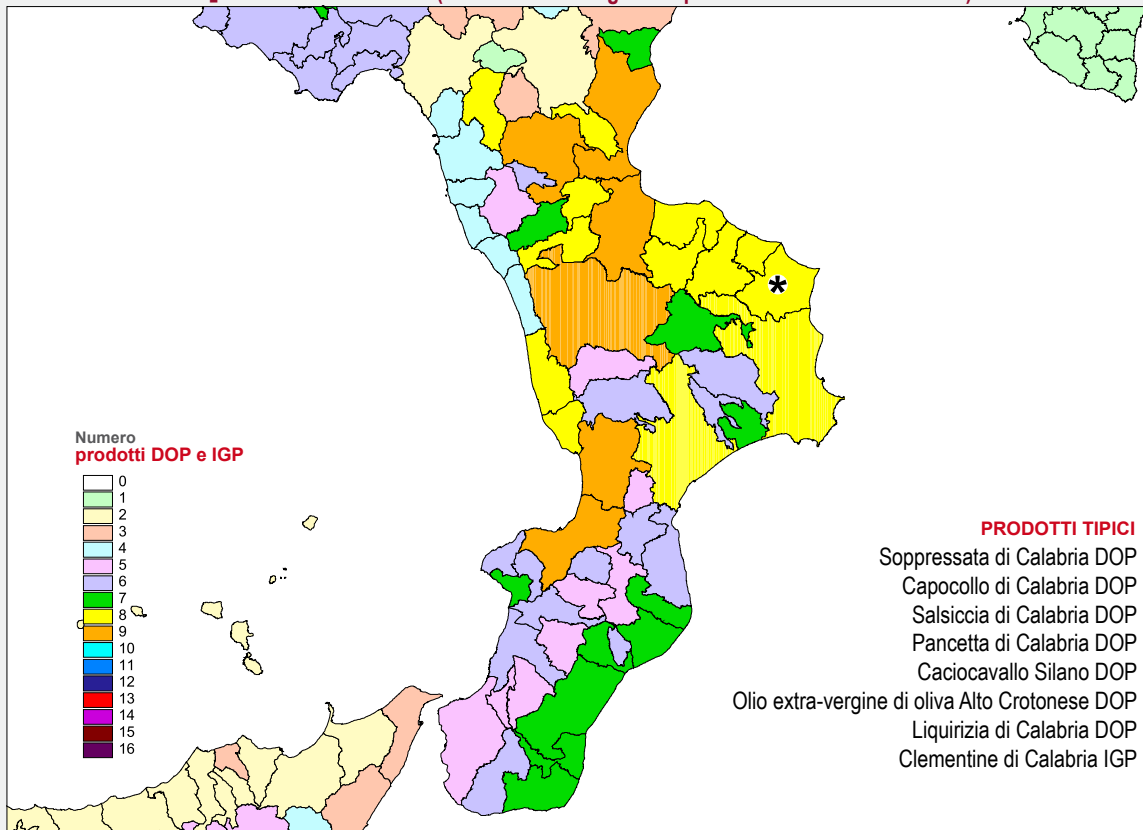 Numero
prodotti DOP e IGP
0
1
2
3
4
5
6
7
8
9
10
11
12
13
14
15
16
*
PRODOTTI TIPICI
Soppressata di Calabria DOP
Capocollo di Calabria DOP
Salsiccia di Calabria DOP
Pancetta di Calabria DOP
Caciocavallo Silano DOP
Olio extra-vergine di oliva Alto Crotonese DOP
Liquirizia di Calabria DOP
Clementine di Calabria IGP